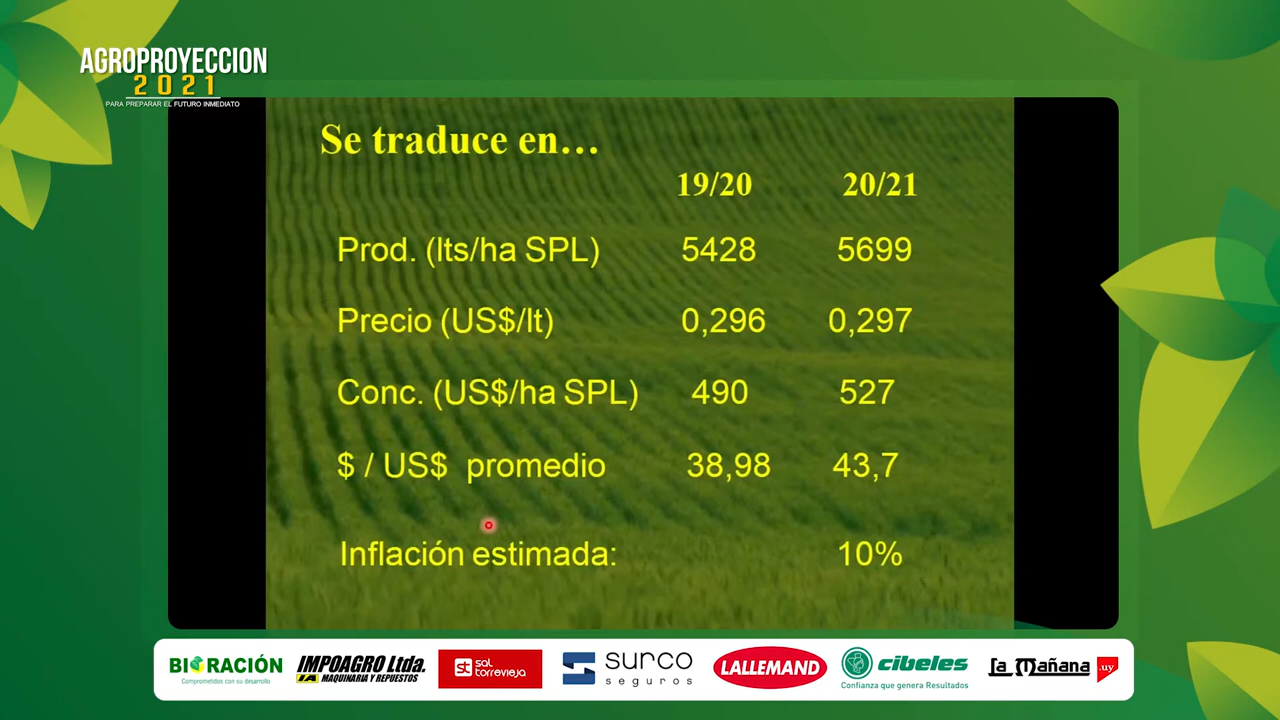 AGROPROYECCION
2021
PARA PREPARAR EL FUTURO INMEDIATO
Se traduce en…
19/20 20/21
Prod. (lts/ha SPL) 5428 5699
Precio (US$/lt) 0,296 0,297
Conc. (US$/ha SPL) 490 527
$ / US$ promedio 38,98 43,7
Inflación estimada: 10%
BIORACIÓN
Comprometidos con su desarrollo
IMPOAGRO Ltda.
IA MAQUINARIA Y REPUESTOS
st sal torrevieja
surco seguros
LALLEMAND
cibeles
Confianza que genera Resultados
La Mañana .uy